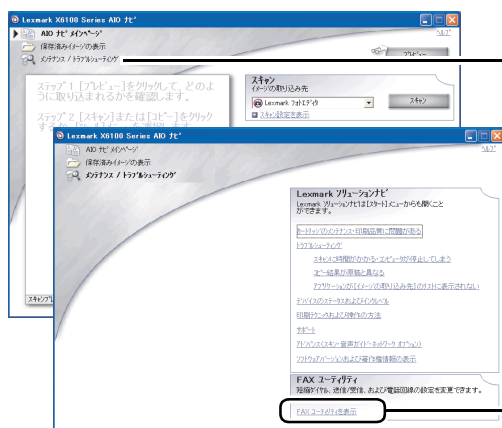 Lexmark X6100 Series AIO ナビ
AIO ナビ メインページ
ヘルプ
保存済みイメージの表示
メンテナンス / トラブルシューティング
プレビュー
ステップ 1 [プレビュー]をクリックして、どのように取り込まれるかを確認します。
ステップ 2 [スキャン]または[コピー]をクリック
スキャン
イメージの取り込み先
Lexmark フォトエディタ
スキャン
スキャン設定を表示
Lexmark X6100 Series AIO ナビ
AIO ナビ メインページ
ヘルプ
保存済みイメージの表示
メンテナンス / トラブルシューティング
Lexmark ソリューションナビ
Lexmark ソリューションナビは[スタート]メニューからも開くこと
ができます。
カートリッジのメンテナンス・印刷品質に問題がある
トラブルシューティング
スキャンに時間がかかる・コンピュータが停止してしまう
コピー結果が原稿と異なる
アプリケーションが[イメージの取り込み先]のリストに表示されない
デバイスのステータスおよびインクレベル
印刷テクニックおよび操作の方法
サポート
アドバンス(スキャン・音声ガイド・ネットワーク オプション)
ソフトウェアバージョンおよび著作権情報の表示
FAX ユーティリティ
短縮ダイヤル、送信/受信、および電話回線の設定を変更できます。
FAX ユーティリティを表示